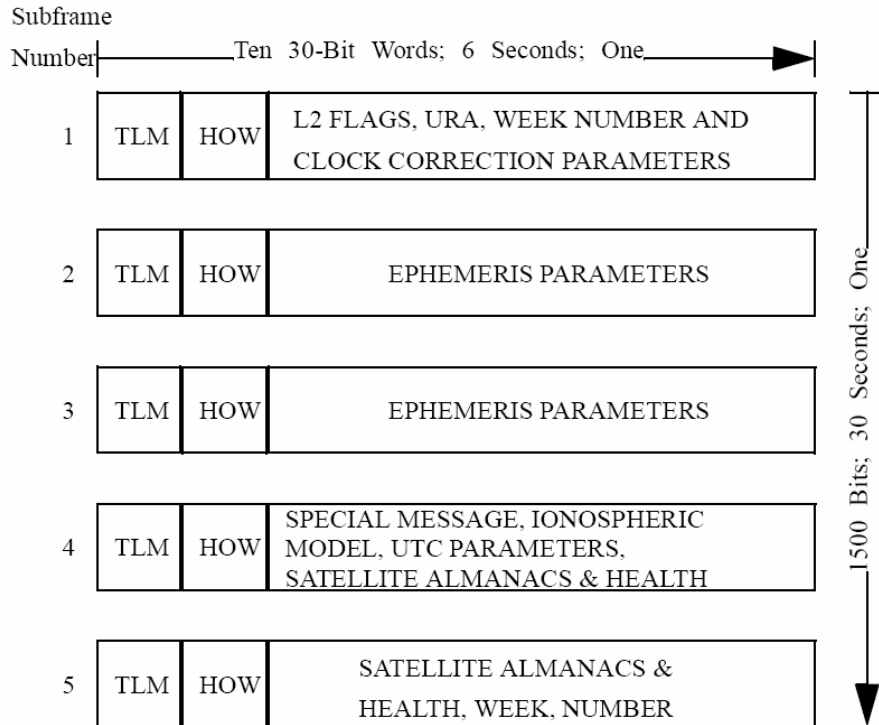 Subframe
Number
Ten 30-Bit Words; 6 Seconds; One
1 TLM HOW L2 FLAGS, URA, WEEK NUMBER AND
CLOCK CORRECTION PARAMETERS
2 TLM HOW EPHEMERIS PARAMETERS
3 TLM HOW EPHEMERIS PARAMETERS
4 TLM HOW SPECIAL MESSAGE, IONOSPHERIC
MODEL, UTC PARAMETERS,
SATELLITE ALMANACS & HEALTH
5 TLM HOW SATELLITE ALMANACS &
HEALTH, WEEK, NUMBER
1500 Bits; 30 Seconds; One